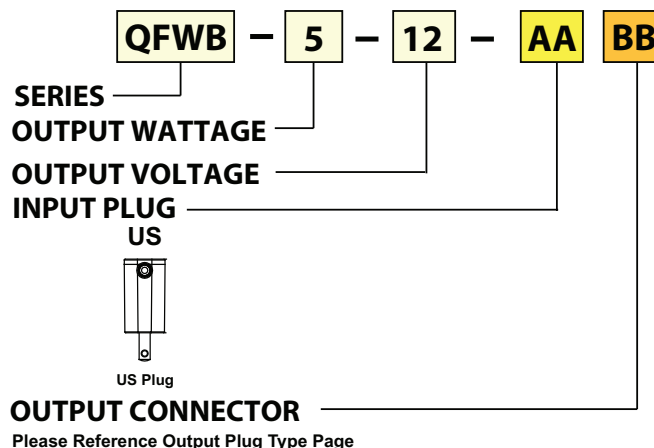 QFWB – 5 – 12 – AA BB
SERIES
OUTPUT WATTAGE
OUTPUT VOLTAGE
INPUT PLUG
US
US Plug
OUTPUT CONNECTOR
Please Reference Output Plug Type Page